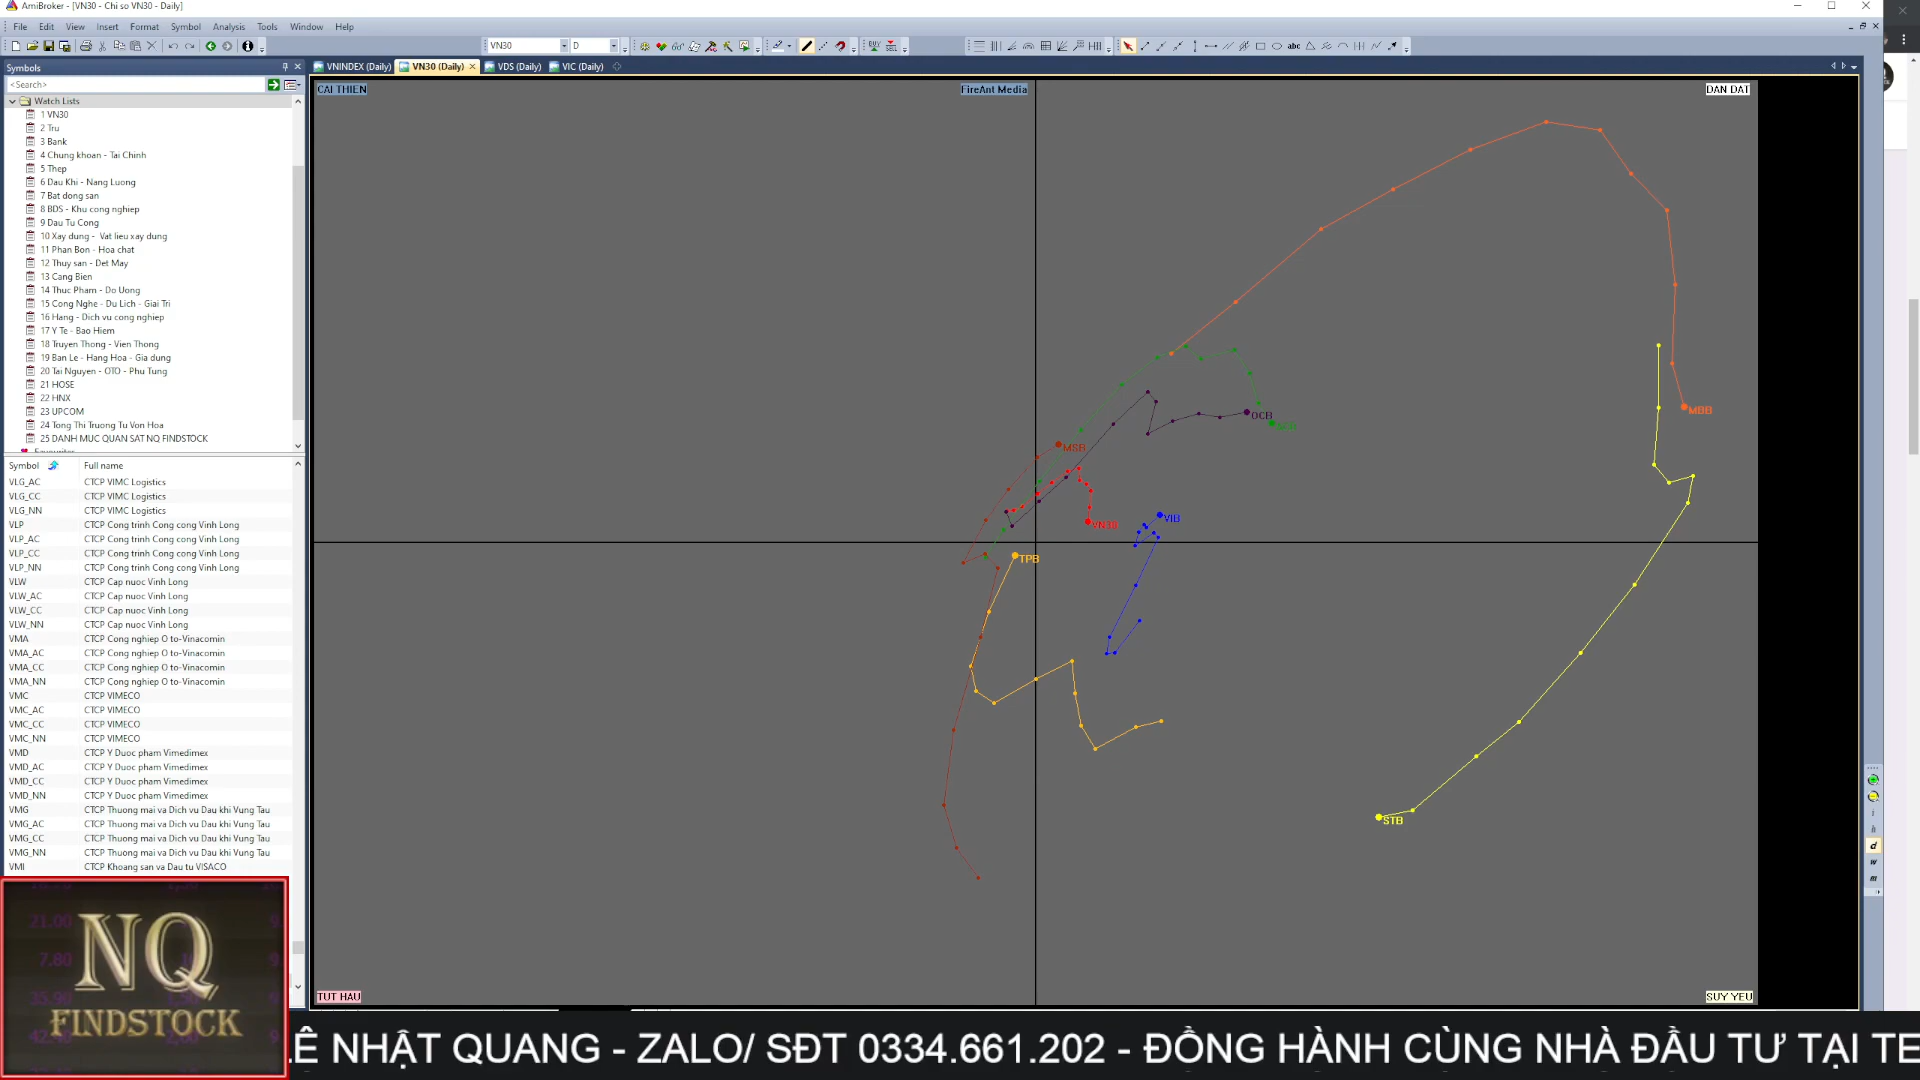 AmiBroker - [VN30 - Chi so VN30 - Daily]
File Edit View Insert Format Symbol Analysis Tools Window Help
VN30 D
Symbols
VNINDEX (Daily) VN30 (Daily) VDS (Daily) VIC (Daily)
<Search>
Watch Lists
1 VN30
2 Tru
3 Bank
4 Chung khoan - Tai Chinh
5 Thep
6 Dau Khi - Nang Luong
7 Bat dong san
8 BDS - Khu cong nghiep
9 Dau Tu Cong
10 Xay dung - Vat lieu xay dung
11 Phan Bon - Hoa chat
12 Thuy san - Det May
13 Cang Bien
14 Thuc Pham - Do Uong
15 Cong Nghe - Du Lich - Giai Tri
16 Hang - Dich vu cong nghiep
17 Y Te - Bao Hiem
18 Truyen Thong - Vien Thong
19 Ban Le - Hang Hoa - Gia dung
20 Tai Nguyen - OTO - Phu Tung
21 HOSE
22 HNX
23 UPCOM
24 Tong Thi Truong Tu Von Hoa
25 DANH MUC QUAN SAT NQ FINDSTOCK
Symbol Full name
VLG_AC CTCP VIMC Logistics
VLG_CC CTCP VIMC Logistics
VLG_NN CTCP VIMC Logistics
VLP CTCP Cong trinh Cong cong Vinh Long
VLP_AC CTCP Cong trinh Cong cong Vinh Long
VLP_CC CTCP Cong trinh Cong cong Vinh Long
VLP_NN CTCP Cong trinh Cong cong Vinh Long
VLW CTCP Cap nuoc Vinh Long
VLW_AC CTCP Cap nuoc Vinh Long
VLW_CC CTCP Cap nuoc Vinh Long
VLW_NN CTCP Cap nuoc Vinh Long
VMA CTCP Cong nghiep O to-Vinacomin
VMA_AC CTCP Cong nghiep O to-Vinacomin
VMA_CC CTCP Cong nghiep O to-Vinacomin
VMA_NN CTCP Cong nghiep O to-Vinacomin
VMC CTCP VIMECO
VMC_AC CTCP VIMECO
VMC_CC CTCP VIMECO
VMC_NN CTCP VIMECO
VMD CTCP Y Duoc pham Vimedimex
VMD_AC CTCP Y Duoc pham Vimedimex
VMD_CC CTCP Y Duoc pham Vimedimex
VMD_NN CTCP Y Duoc pham Vimedimex
VMG CTCP Thuong mai va Dich vu Dau khi Vung Tau
VMG_AC CTCP Thuong mai va Dich vu Dau khi Vung Tau
VMG_CC CTCP Thuong mai va Dich vu Dau khi Vung Tau
VMG_NN CTCP Thuong mai va Dich vu Dau khi Vung Tau
VMI CTCP Khoang san va Dau tu VISACO
CAI THIEN FireAnt Media DAN DAT
MBB
OCB
MSB
VIB
VN30
TPB
STB
TUT HAU SUY YEU
d
w
m
21.00
7.80
35.90
NQ
FINDSTOCK
LÊ NHẬT QUANG - ZALO/ SĐT 0334.661.202 - ĐỒNG HÀNH CÙNG NHÀ ĐẦU TƯ TẠI TE